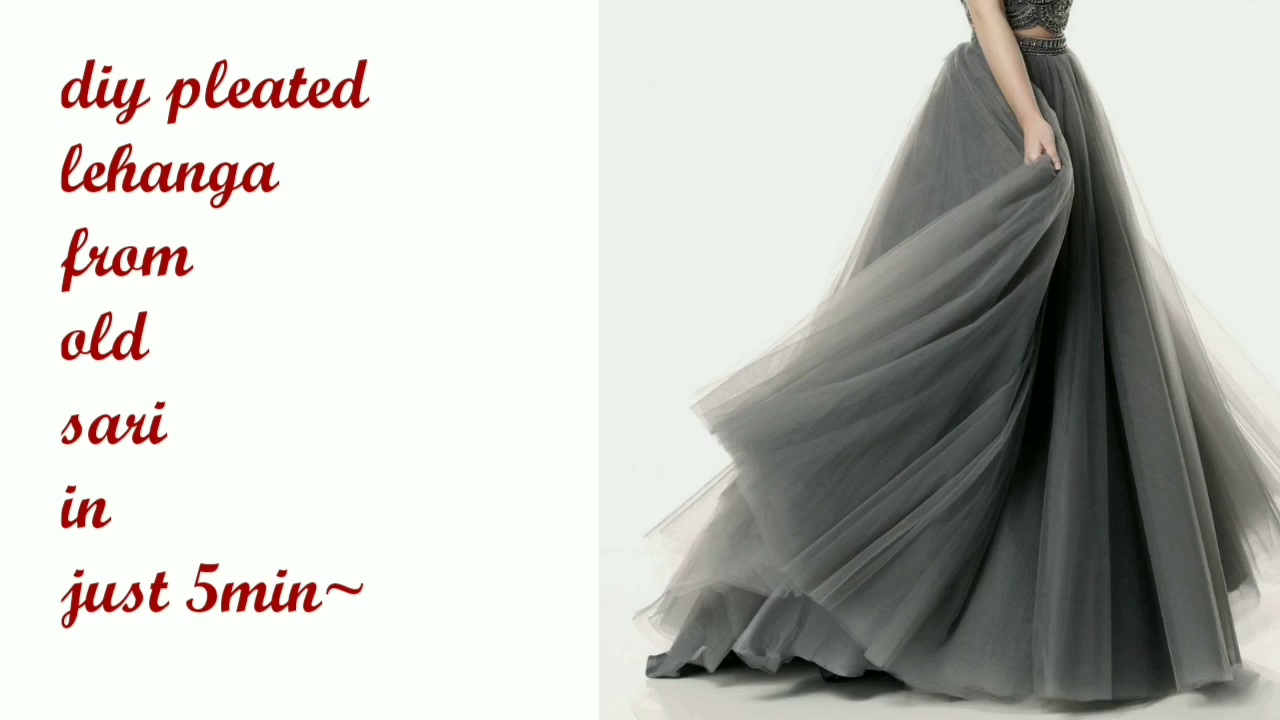 diy pleated
lehanga
from
old
sari
in
just 5min~